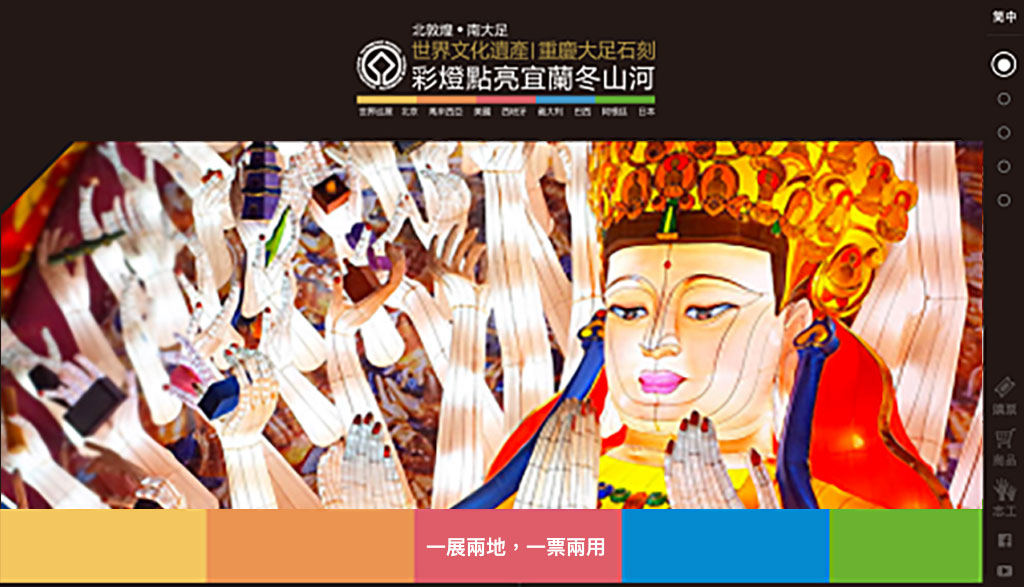 北敦煌•南大足
世界文化遺產|重慶大足石刻
彩燈點亮宜蘭冬山河
世界巡展 北京 馬來西亞 美國 西班牙 義大利 巴西 阿根廷 日本
简中
購票
商品
志工
一展兩地，一票兩用